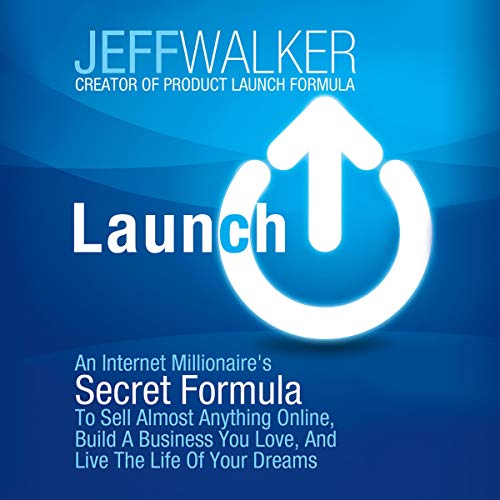 JEFFWALKER
CREATOR OF PRODUCT LAUNCH FORMULA
Launch
An Internet Millionaire's
Secret Formula
To Sell Almost Anything Online,
Build A Business You Love, And
Live The Life Of Your Dreams